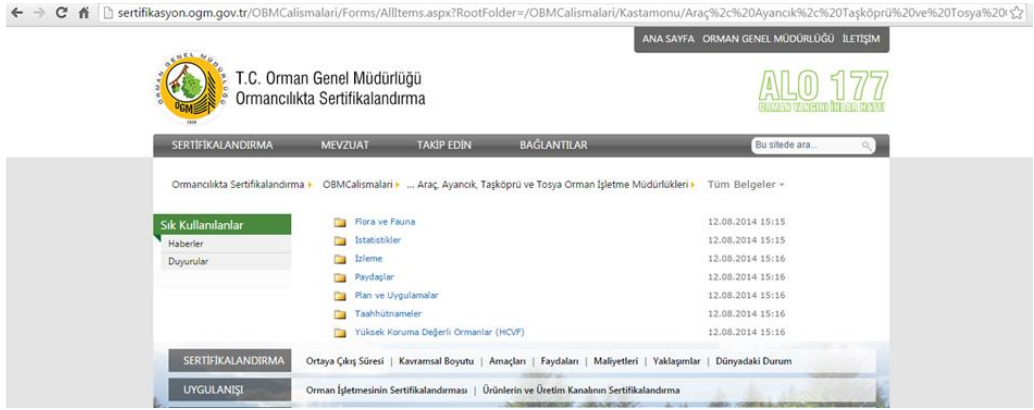 sertifikasyon.ogm.gov.tr/OBMCalismalari/Forms/AllItems.aspx?RootFolder=/OBMCalismalari/Kastamonu/Araç%2c%20Ayancık%2c%20Taşköprü%20ve%20Tosya%20
ANA SAYFA ORMAN GENEL MÜDÜRLÜĞÜ İLETİŞİM
ORMAN GENEL MÜDÜRLÜĞÜ
OGM
T.C. Orman Genel Müdürlüğü
Ormancılıkta Sertifikalandırma
ALO 177
ORMAN YANGINI İHBAR HATTI
SERTİFİKALANDIRMA MEVZUAT TAKİP EDİN BAĞLANTILAR Bu sitede ara...
Ormancılıkta Sertifikalandırma OBMCalismalari ... Araç, Ayancık, Taşköprü ve Tosya Orman İşletme Müdürlükleri Tüm Belgeler
Sık Kullanılanlar
Haberler
Duyurular
Flora ve Fauna 12.08.2014 15:15
İstatistikler 12.08.2014 15:15
İzleme 12.08.2014 15:16
Paydaşlar 12.08.2014 15:16
Plan ve Uygulamalar 12.08.2014 15:16
Taahhütnameler 12.08.2014 15:16
Yüksek Koruma Değerli Ormanlar (HCVF) 12.08.2014 15:16
SERTİFİKALANDIRMA Ortaya Çıkış Süresi | Kavramsal Boyutu | Amaçları | Faydaları | Maliyetleri | Yaklaşımlar | Dünyadaki Durum
UYGULANIŞI Orman İşletmesinin Sertifikalandırması | Ürünlerin ve Üretim Kanalının Sertifikalandırma